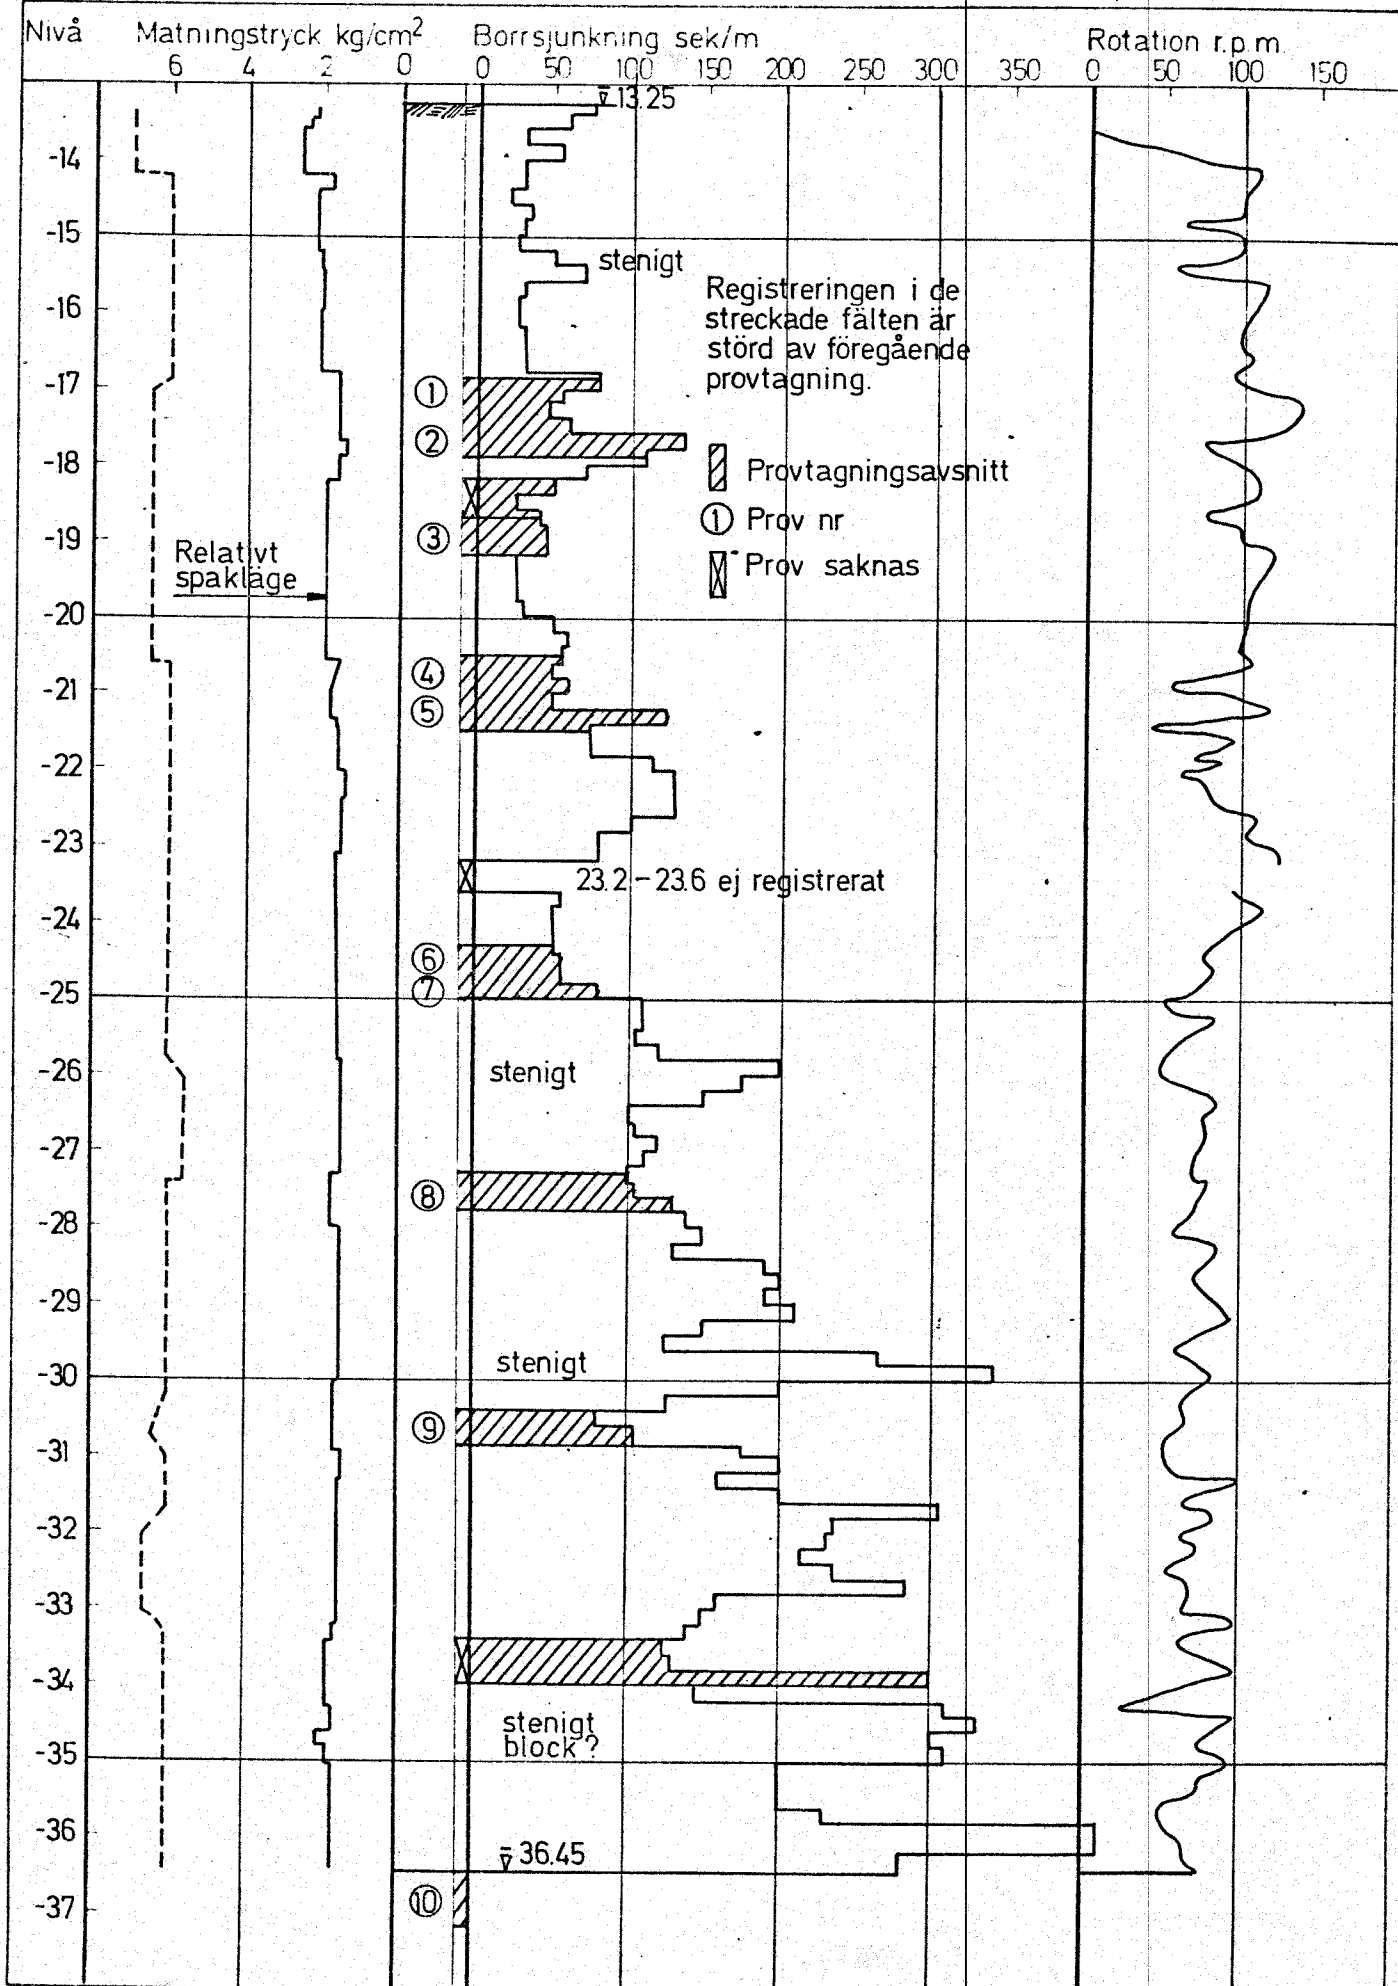 Nivå Matningstryck kg/cm² Borrsjunkning sek/m Rotation r.p.m.
6 4 2 0 0 50 100 150 200 250 300 350 0 50 100 150
-13.25
-14
-15
stenigt
Registreringen i de
streckade fälten är
störd av föregående
provtagning.
-16
-17
①
②
-18
Provtagningsavsnitt
① Prov nr
Prov saknas
③
-19
Relativt
spakläge
-20
④
-21
⑤
-22
-23
23.2-23.6 ej registrerat
-24
⑥
⑦
-25
stenigt
-26
-27
⑧
-28
-29
stenigt
-30
⑨
-31
-32
-33
-34
stenigt
block?
-35
-36
-36.45
⑩
-37